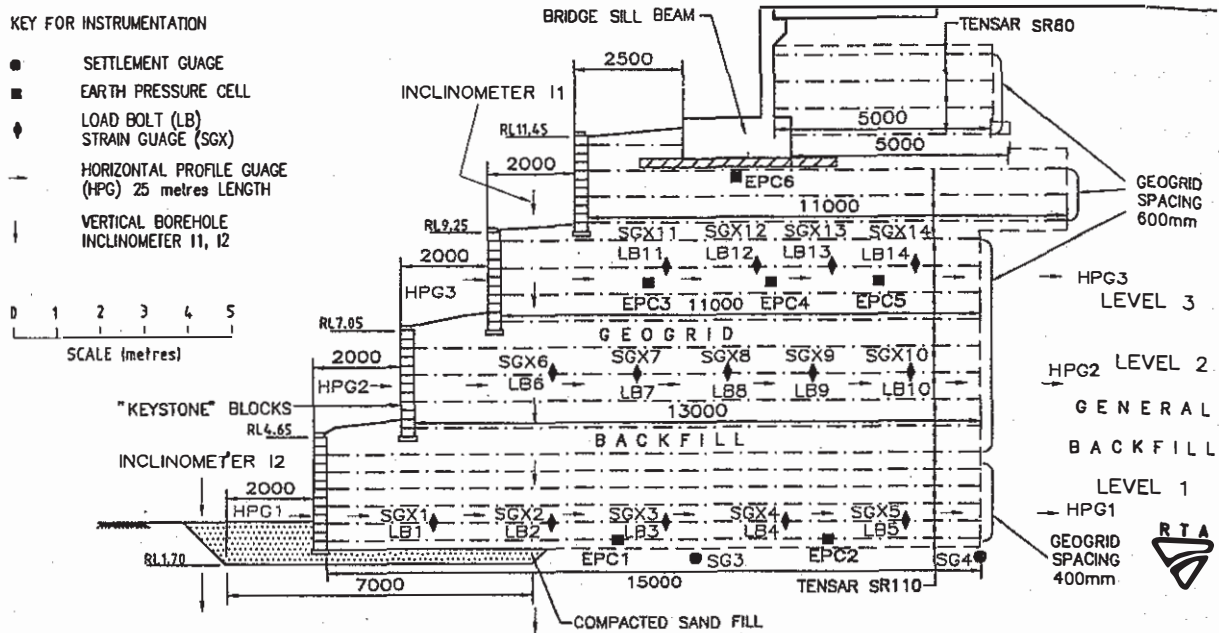 KEY FOR INSTRUMENTATION
SETTLEMENT GUAGE
EARTH PRESSURE CELL
LOAD BOLT (LB)
STRAIN GUAGE (SGX)
HORIZONTAL PROFILE GUAGE
(HPG) 25 metres LENGTH
VERTICAL BOREHOLE
INCLINOMETER I1, I2
0 1 2 3 4 5
SCALE (metres)
BRIDGE SILL BEAM
TENSAR SR80
2500
INCLINOMETER I1
RL11.45
5000
5000
2000
EPC6
GEOGRID
SPACING
600mm
11000
RL9.25
SGX11 SGX12 SGX13 SGX14
LB11 LB12 LB13 LB14
2000
HPG3
HPG3
EPC3 EPC4 EPC5
LEVEL 3
11000
RL7.05
GEOGRID
2000
SGX6 SGX7 SGX8 SGX9 SGX10
LEVEL 2
HPG2
LB6 LB7 LB8 LB9 LB10
HPG2
"KEYSTONE" BLOCKS
13000
GENERAL
RL4.65
BACKFILL
BACKFILL
INCLINOMETER I2
2000
LEVEL 1
HPG1
SGX1 SGX2 SGX3 SGX4 SGX5
HPG1
LB1 LB2 LB3 LB4 LB5
RTA
EPC1 SG3 EPC2 SG4
GEOGRID
SPACING
400mm
RL1.70
7000
15000
TENSAR SR110
COMPACTED SAND FILL